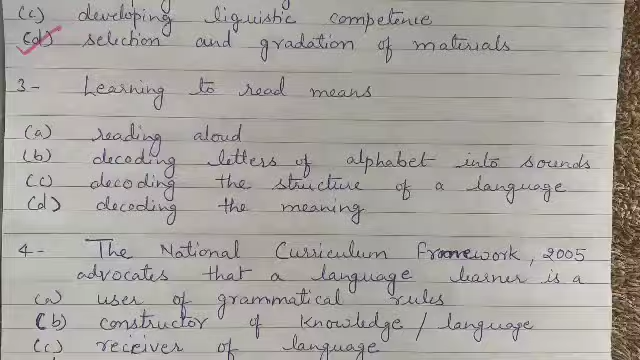 (c) developing liguistic competence
(d) selection and gradation of materials
3- Learning to read means
(a) reading aloud
(b) decoding letters of alphabet into sounds
(c) decoding the structure of a language
(d) decoding the meaning
4- The National Curriculum Framework, 2005
advocates that a language learner is a
(a) user of grammatical rules
(b) constructor of knowledge / language
(c) receiver of language